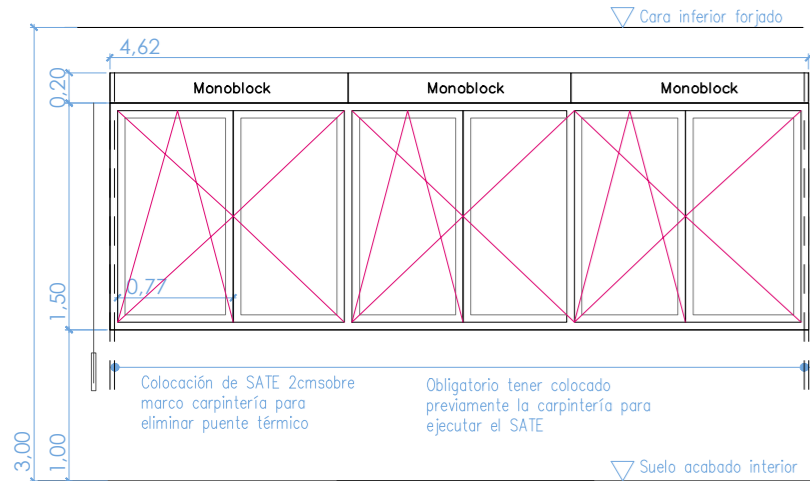 Cara inferior forjado
4,62
0,20
Monoblock
Monoblock
Monoblock
0,77
1,50
Colocación de SATE 2cmsobre
marco carpintería para
eliminar puente térmico
Obligatorio tener colocado
previamente la carpintería para
ejecutar el SATE
3,00
1,00
Suelo acabado interior